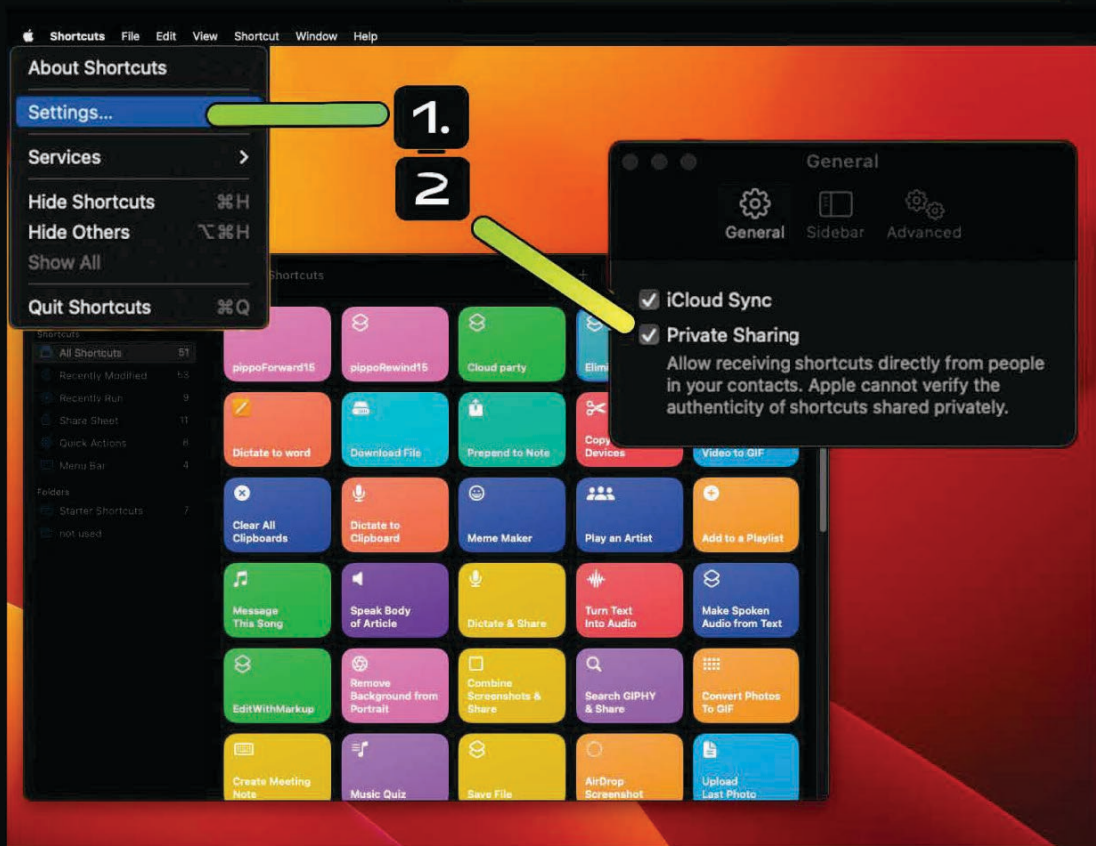 Shortcuts File Edit View Shortcut Window Help
About Shortcuts
Settings...
Services
Hide Shortcuts ⌘H
Hide Others ⌥⌘H
Show All
Quit Shortcuts ⌘Q
1.
2
General
General Sidebar Advanced
iCloud Sync
Private Sharing
Allow receiving shortcuts directly from people
in your contacts. Apple cannot verify the
authenticity of shortcuts shared privately.
Shortcuts
Shortcuts
All Shortcuts 51
Recently Modified 53
Recently Run 9
Share Sheet 11
Quick Actions 8
Menu Bar 4
Folders
Starter Shortcuts 7
not used
pippoForward15
pippoRewind15
Cloud party
Elimi
Dictate to word
Download File
Prepend to Note
Copy
Devices
Video to GIF
Clear All
Clipboards
Dictate to
Clipboard
Meme Maker
Play an Artist
Add to a Playlist
Message
This Song
Speak Body
of Article
Dictate & Share
Turn Text
Into Audio
Make Spoken
Audio from Text
EditWithMarkup
Remove
Background from
Portrait
Combine
Screenshots &
Share
Search GIPHY
& Share
Convert Photos
To GIF
Create Meeting
Note
Music Quiz
Save File
AirDrop
Screenshot
Upload
Last Photo